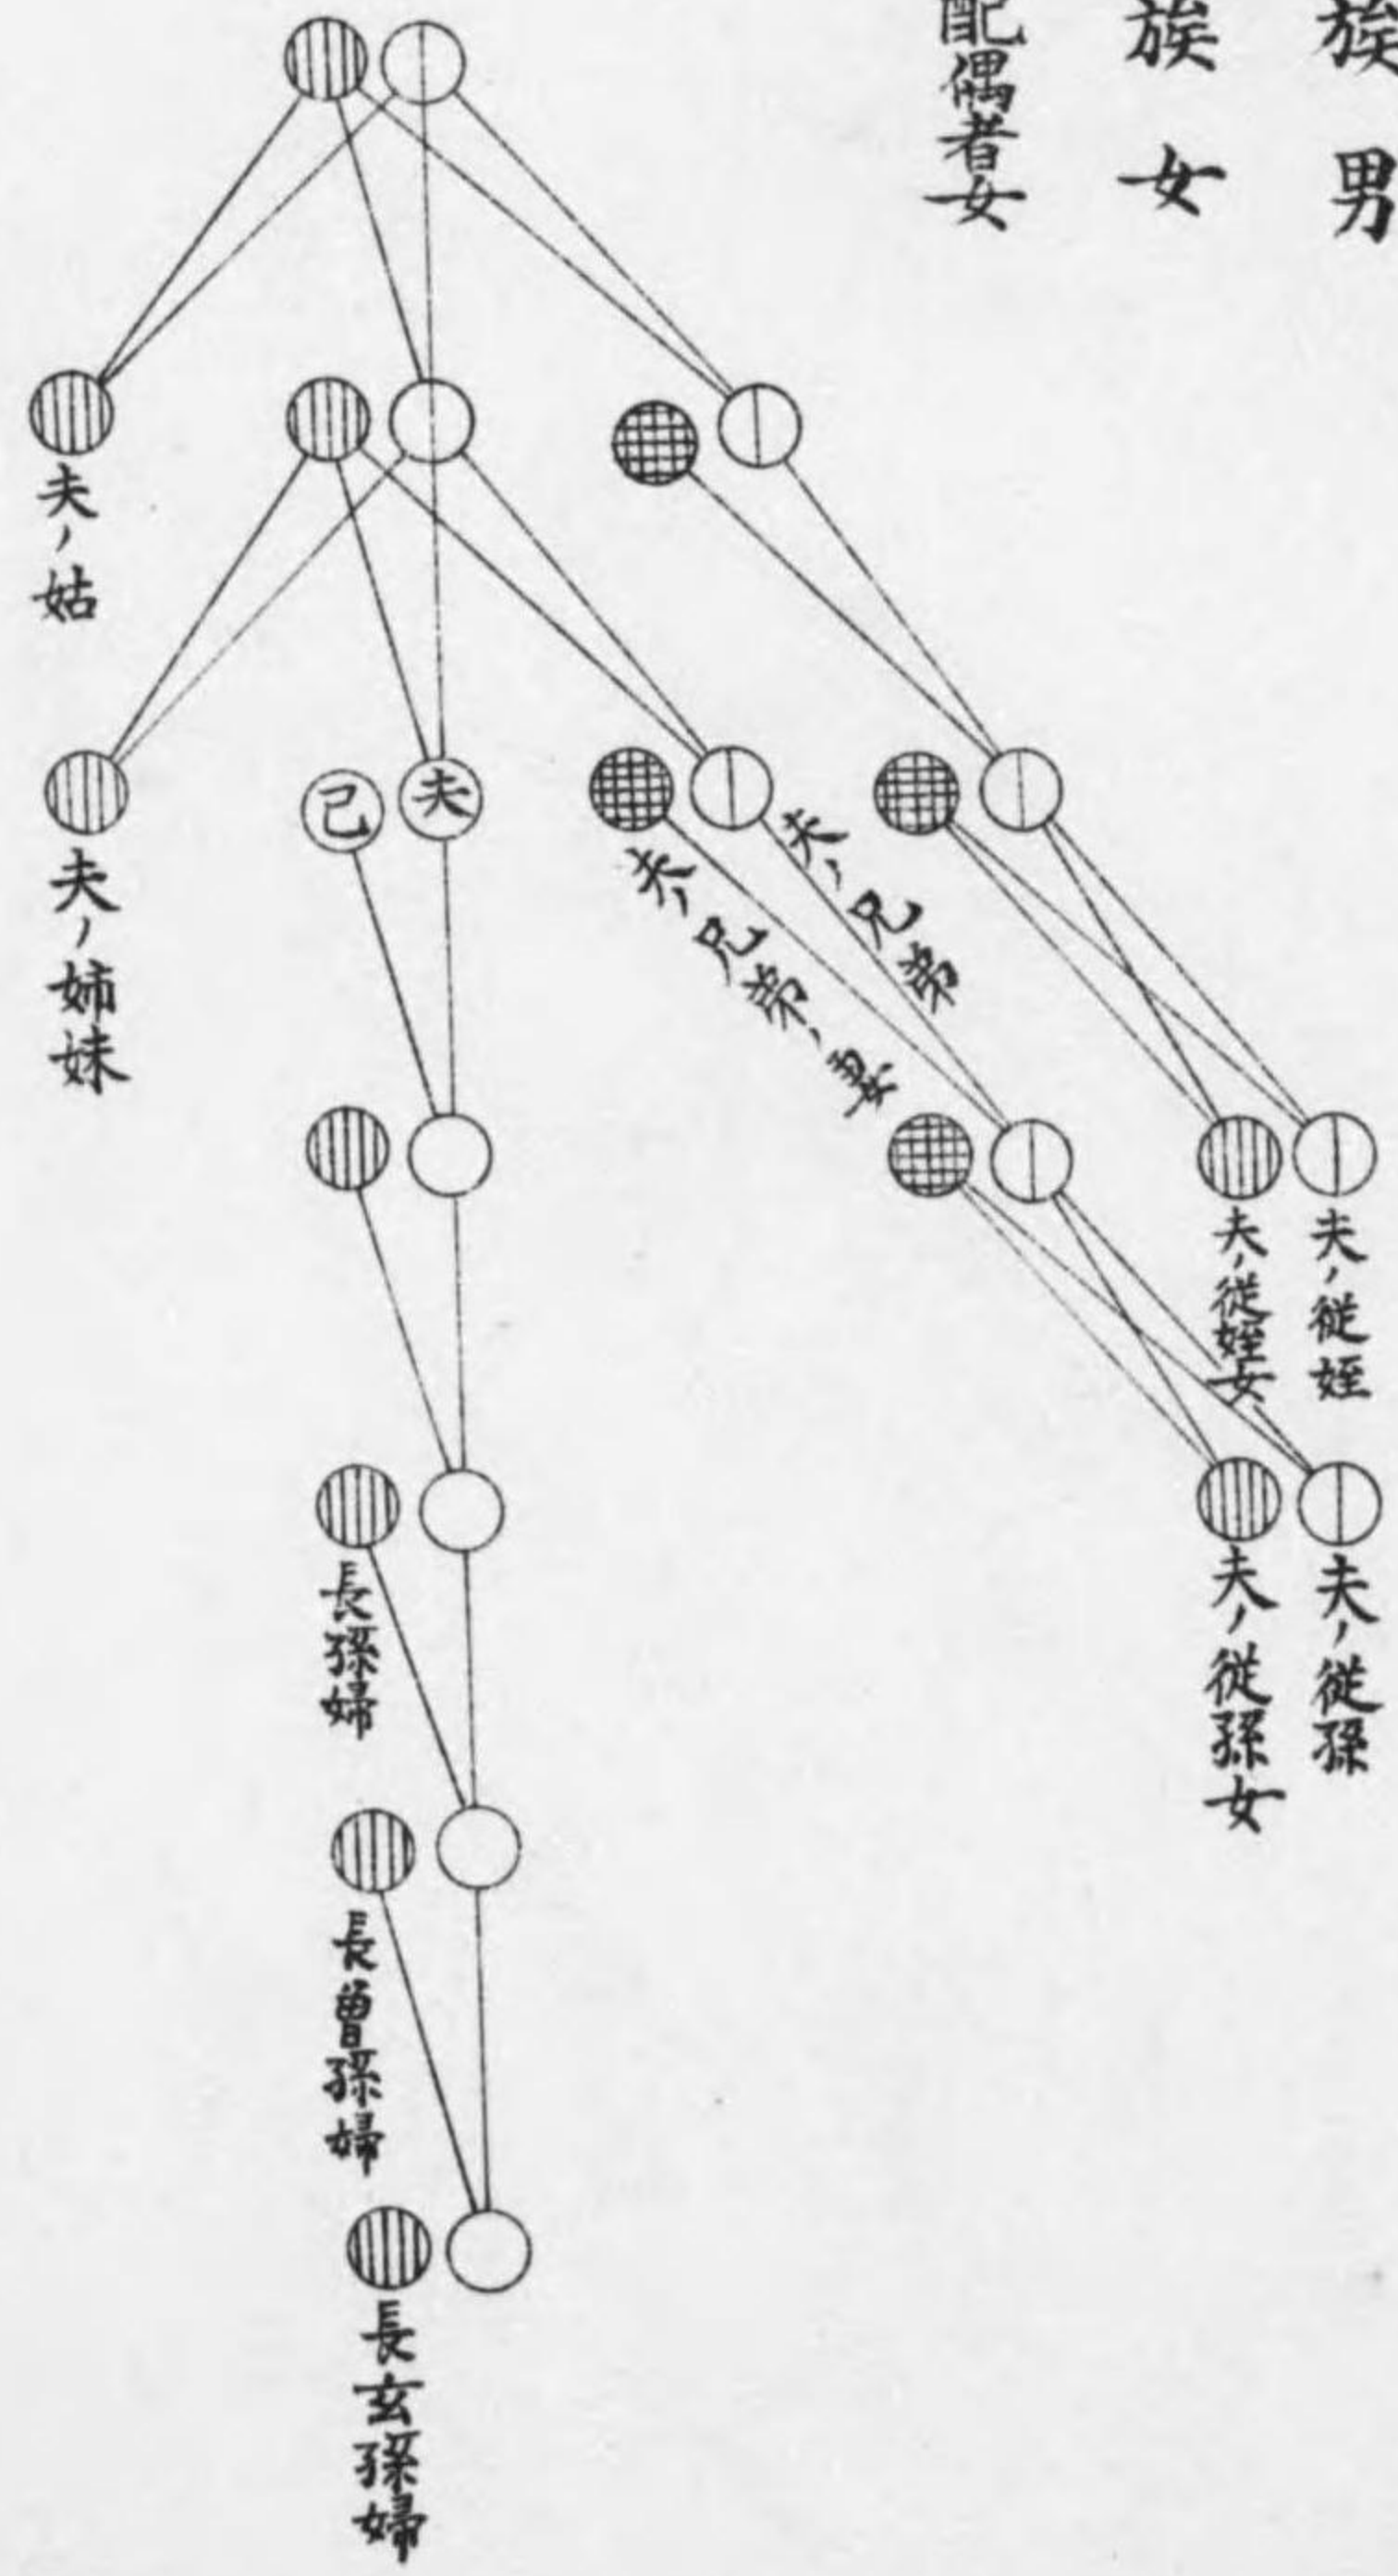 族男
族女
配偶者女
夫ノ姑
夫ノ姉妹
己
夫
夫ノ兄弟
夫ノ兄弟ノ妻
夫ノ従姪
夫ノ従姪女
夫ノ従孫
夫ノ従孫女
長孫婦
長曽孫婦
長玄孫婦